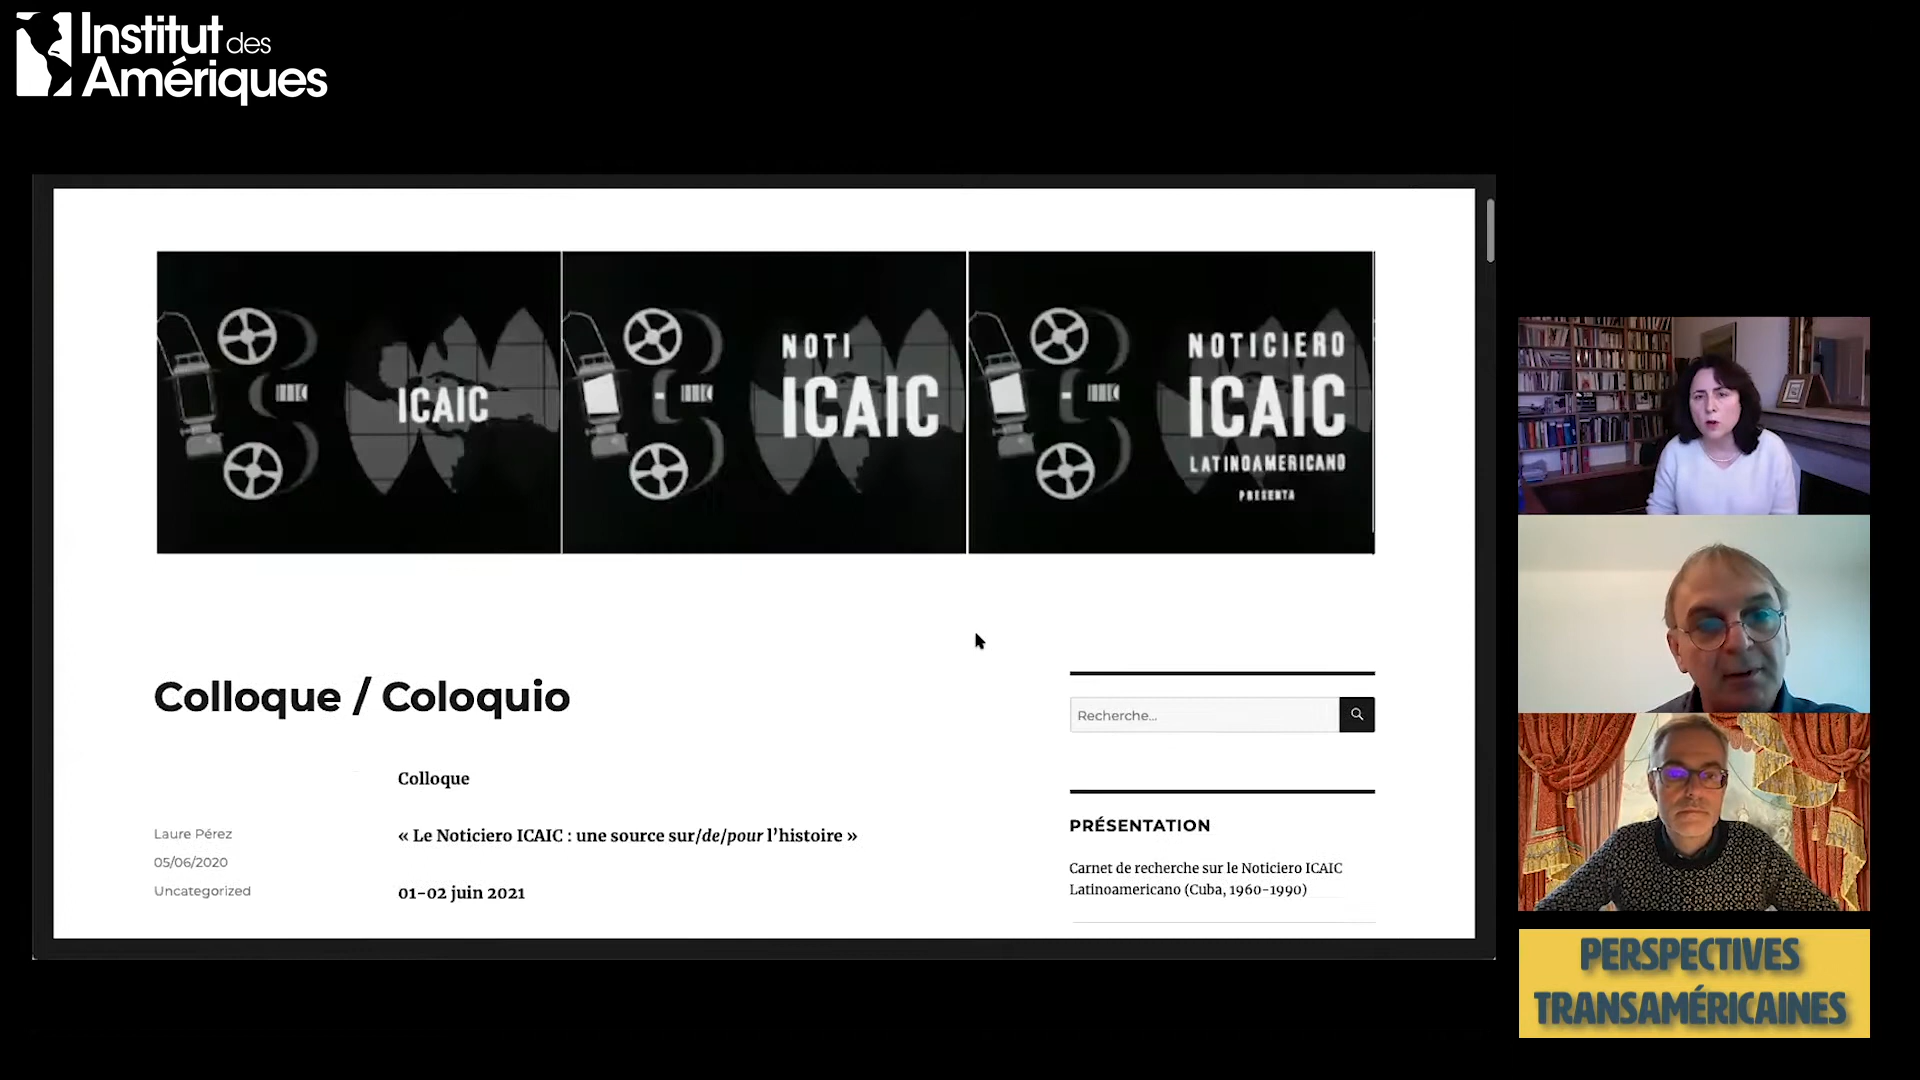 Institut des
Amériques
ICAIC
NOTI
ICAIC
NOTICIERO
ICAIC
LATINOAMERICANO
PRESENTA
Colloque / Coloquio
Recherche...
Colloque
Laure Pérez
05/06/2020
Uncategorized
« Le Noticiero ICAIC : une source sur/de/pour l’histoire »
01-02 juin 2021
PRÉSENTATION
Carnet de recherche sur le Noticiero ICAIC
Latinoamericano (Cuba, 1960-1990)
PERSPECTIVES
TRANSAMÉRICAINES